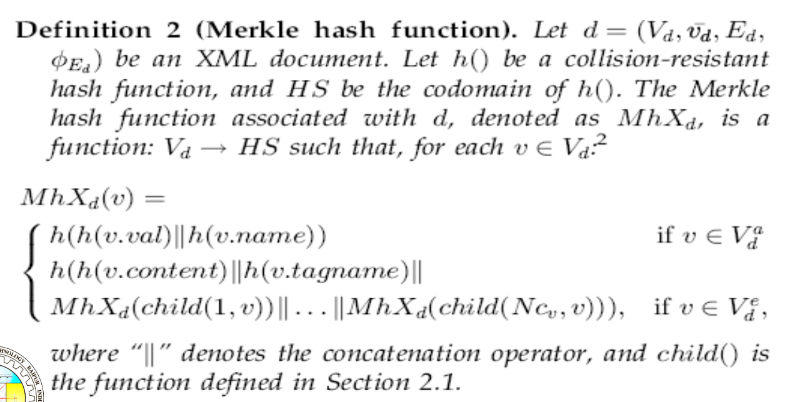 Definition 2 (Merkle hash function). Let d = (V_d, \bar{v_d}, E_d,
ϕ_{E_d}) be an XML document. Let h() be a collision-resistant
hash function, and HS be the codomain of h(). The Merkle
hash function associated with d, denoted as MhX_d, is a
function: V_d → HS such that, for each v ∈ V_d:²
MhX_d(v) =
h(h(v.val)||h(v.name)) if v ∈ V_d^a
h(h(v.content)||h(v.tagname)||
MhX_d(child(1, v))|| . . . ||MhX_d(child(Nc_v, v))), if v ∈ V_d^e,
where "||" denotes the concatenation operator, and child() is
the function defined in Section 2.1.